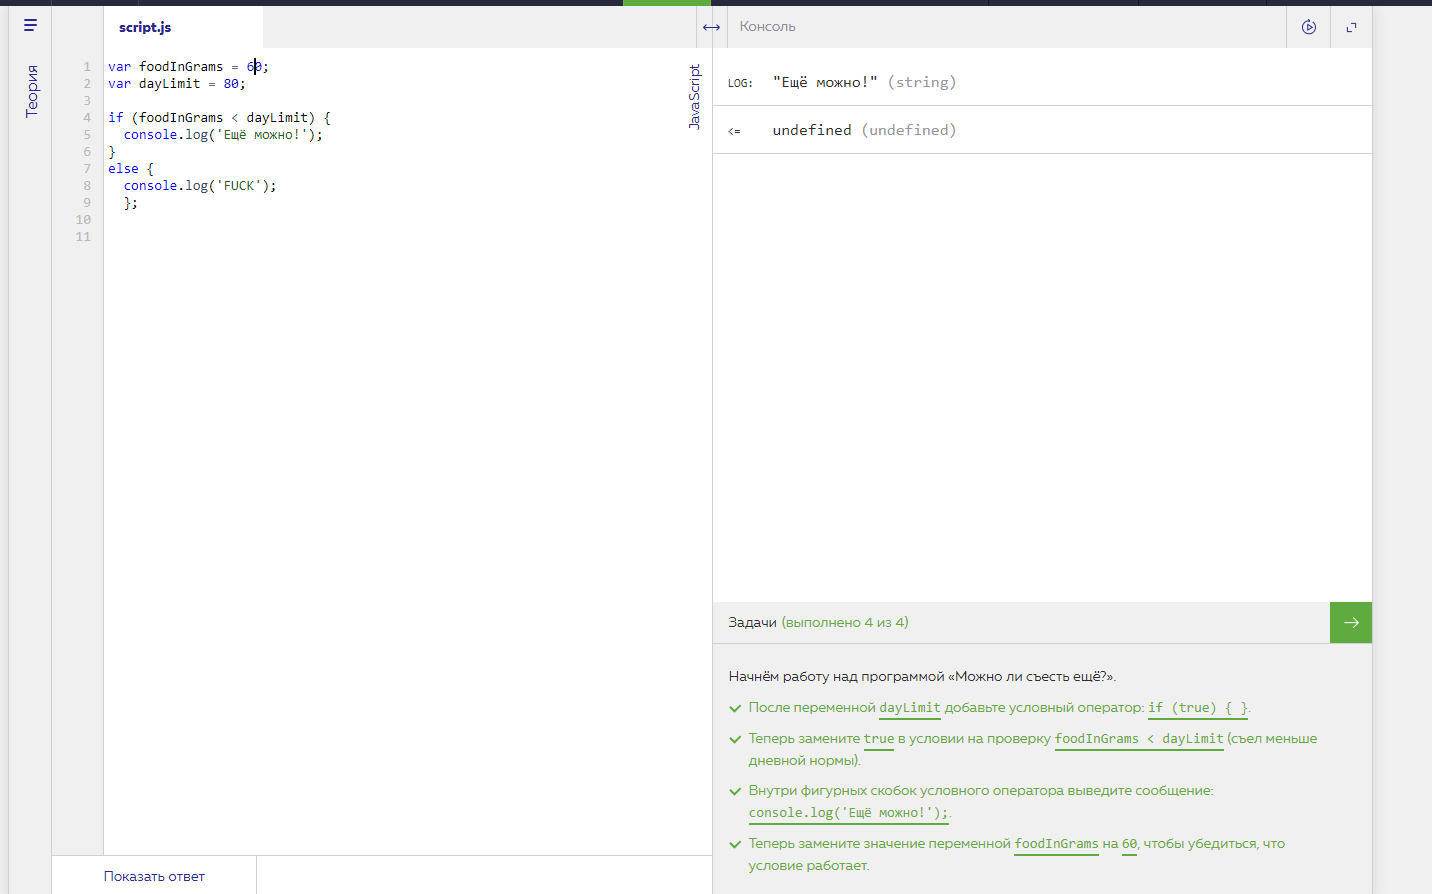 script.js
Теория
1 var foodInGrams = 60;
2 var dayLimit = 80;
3
4 if (foodInGrams < dayLimit) {
5 console.log('Ещё можно!');
6 }
7 else {
8 console.log('FUCK');
9 };
10
11
JavaScript
Показать ответ
Консоль
LOG: "Ещё можно!" (string)
<= undefined (undefined)
Задачи (выполнено 4 из 4)
Начнём работу над программой «Можно ли съесть ещё?».
После переменной dayLimit добавьте условный оператор: if (true) { }.
Теперь замените true в условии на проверку foodInGrams < dayLimit (съел меньше
дневной нормы).
Внутри фигурных скобок условного оператора выведите сообщение:
console.log('Ещё можно!');.
Теперь замените значение переменной foodInGrams на 60, чтобы убедиться, что
условие работает.